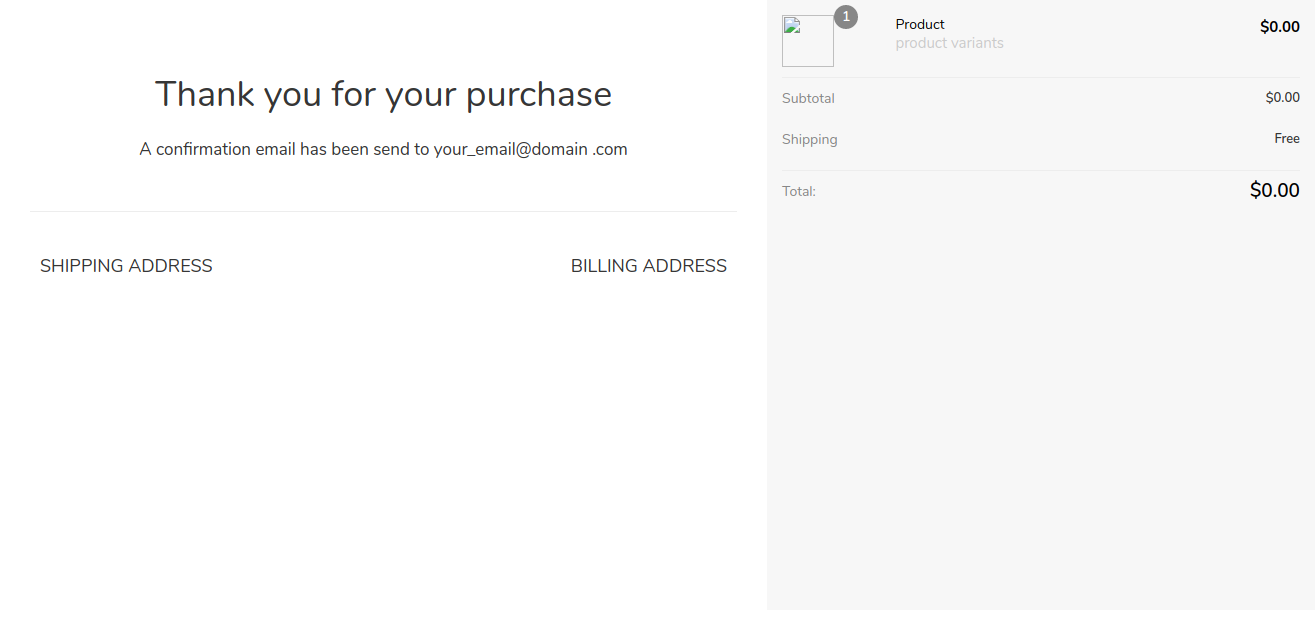 Thank you for your purchase
A confirmation email has been send to your_email@domain .com
SHIPPING ADDRESS
BILLING ADDRESS
1
Product
$0.00
product variants
Subtotal
$0.00
Shipping
Free
Total:
$0.00